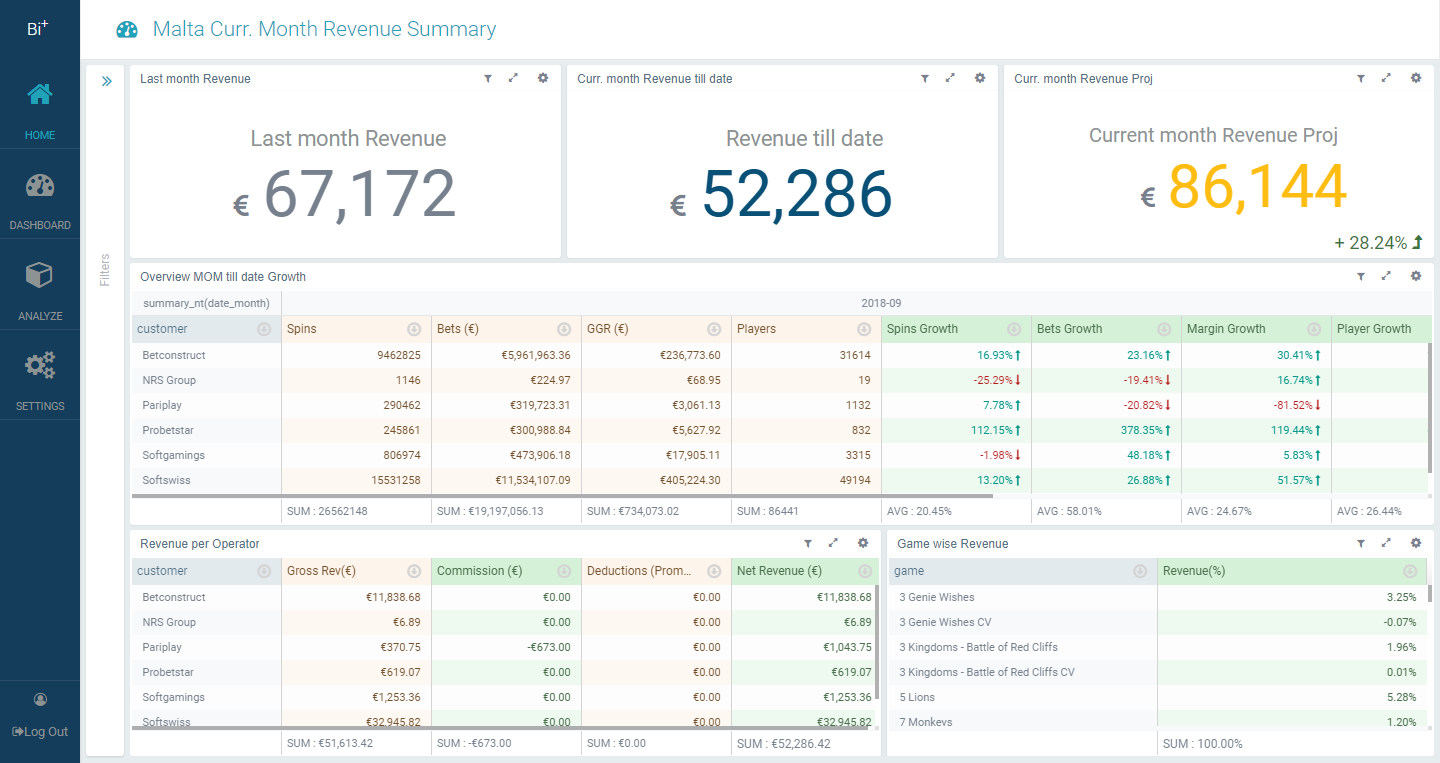 Bi+
Malta Curr. Month Revenue Summary
HOME
DASHBOARD
ANALYZE
SETTINGS
Log Out
Filters
Last month Revenue
Last month Revenue
€ 67,172
Curr. month Revenue till date
Revenue till date
€ 52,286
Curr. month Revenue Proj
Current month Revenue Proj
€ 86,144
+ 28.24%
Overview MOM till date Growth
summary_nt(date_month) 2018-09
customer Spins Bets (€) GGR (€) Players Spins Growth Bets Growth Margin Growth Player Growth
Betconstruct 9462825 €5,961,963.36 €236,773.60 31614 16.93% 23.16% 30.41%
NRS Group 1146 €224.97 €68.95 19 -25.29% -19.41% 16.74%
Pariplay 290462 €319,723.31 €3,061.13 1132 7.78% -20.82% -81.52%
Probetstar 245861 €300,988.84 €5,627.92 832 112.15% 378.35% 119.44%
Softgamings 806974 €473,906.18 €17,905.11 3315 -1.98% 48.18% 5.83%
Softswiss 15531258 €11,534,107.09 €405,224.30 49194 13.20% 26.88% 51.57%
SUM : 26562148 SUM : €19,197,056.13 SUM : €734,073.02 SUM : 86441 AVG : 20.45% AVG : 58.01% AVG : 24.67% AVG : 26.44%
Revenue per Operator
customer Gross Rev(€) Commission (€) Deductions (Prom... Net Revenue (€)
Betconstruct €11,838.68 €0.00 €0.00 €11,838.68
NRS Group €6.89 €0.00 €0.00 €6.89
Pariplay €370.75 -€673.00 €0.00 €1,043.75
Probetstar €619.07 €0.00 €0.00 €619.07
Softgamings €1,253.36 €0.00 €0.00 €1,253.36
Softswiss €32,945.82 €0.00 €0.00 €32,945.82
SUM : €51,613.42 SUM : -€673.00 SUM : €0.00 SUM : €52,286.42
Game wise Revenue
game Revenue(%)
3 Genie Wishes 3.25%
3 Genie Wishes CV -0.07%
3 Kingdoms - Battle of Red Cliffs 1.96%
3 Kingdoms - Battle of Red Cliffs CV 0.01%
5 Lions 5.28%
7 Monkeys 1.20%
SUM : 100.00%